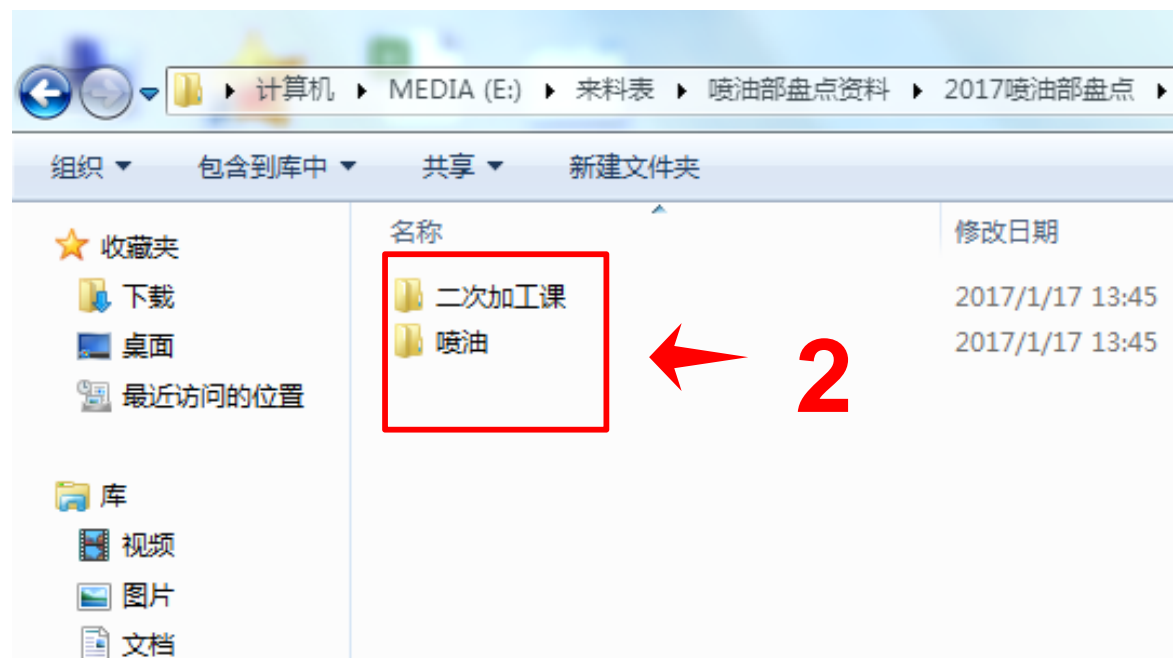 计算机 ▸ MEDIA (E:) ▸ 来料表 ▸ 喷油部盘点资料 ▸ 2017喷油部盘点 ▸
组织 包含到库中 共享 新建文件夹
名称 修改日期
收藏夹
下载
桌面
最近访问的位置
库
视频
图片
文档
二次加工课 2017/1/17 13:45
喷油 2017/1/17 13:45
2